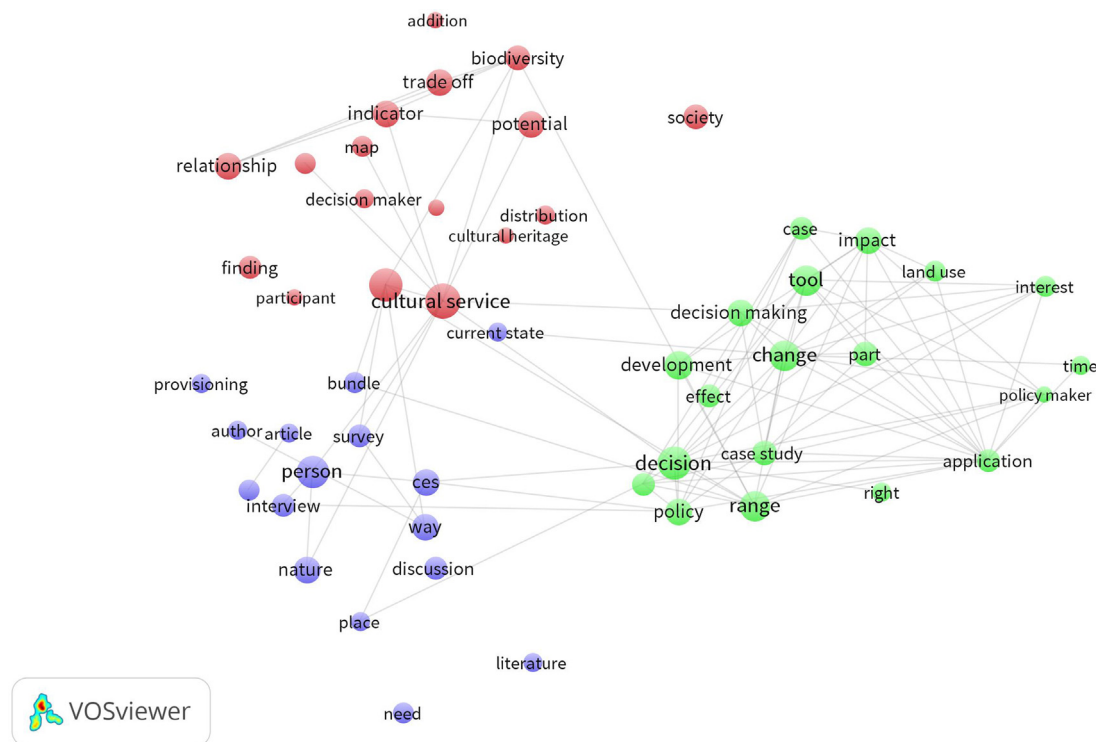 addition
biodiversity
trade off
indicator
potential
society
map
relationship
decision maker
distribution
cultural heritage
case
impact
finding
land use
tool
interest
participant
cultural service
decision making
current state
change
part
development
time
provisioning
bundle
effect
policy maker
author
article
survey
case study
decision
application
person
ces
right
interview
range
policy
way
nature
discussion
place
literature
need
VOSviewer